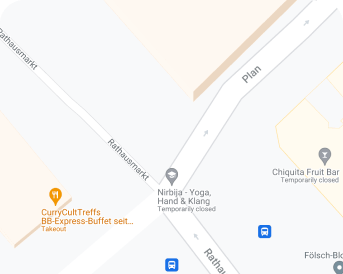 Rathausmarkt
Plan
Rathausmarkt
Chiquita Fruit Bar
Temporarily closed
Nirbija - Yoga,
Hand & Klang
Temporarily closed
CurryCultTreffs
BB-Express-Buffet seit...
Takeout
Rathau
Fölsch-Blo